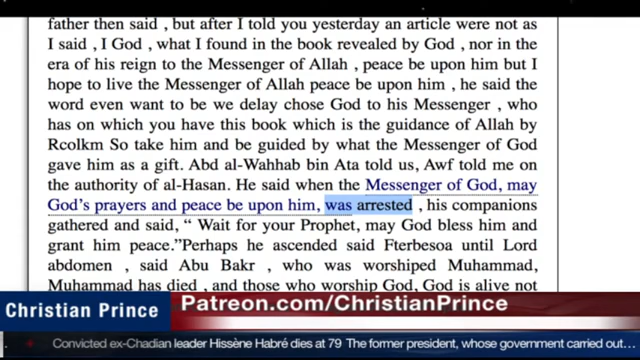 father then said , but after I told you yesterday an article were not as
I said , I God , what I found in the book revealed by God , nor in the
era of his reign to the Messenger of Allah , peace be upon him but I
hope to live the Messenger of Allah peace be upon him , he said the
word even want to be we delay chose God to his Messenger , who
has on which you have this book which is the guidance of Allah by
Rcolkm So take him and be guided by what the Messenger of God
gave him as a gift. Abd al-Wahhab bin Ata told us, Awf told me on
the authority of al-Hasan. He said when the Messenger of God, may
God's prayers and peace be upon him, was arrested , his companions
gathered and said, “ Wait for your Prophet, may God bless him and
grant him peace.”Perhaps he ascended said Fterbesoa until Lord
abdomen , said Abu Bakr , who was worshiped Muhammad,
Muhammad has died , and those who worship God, God is alive not
Christian Prince
Patreon.com/ChristianPrince
Convicted ex-Chadian leader Hissène Habré dies at 79 The former president, whose government carried out...